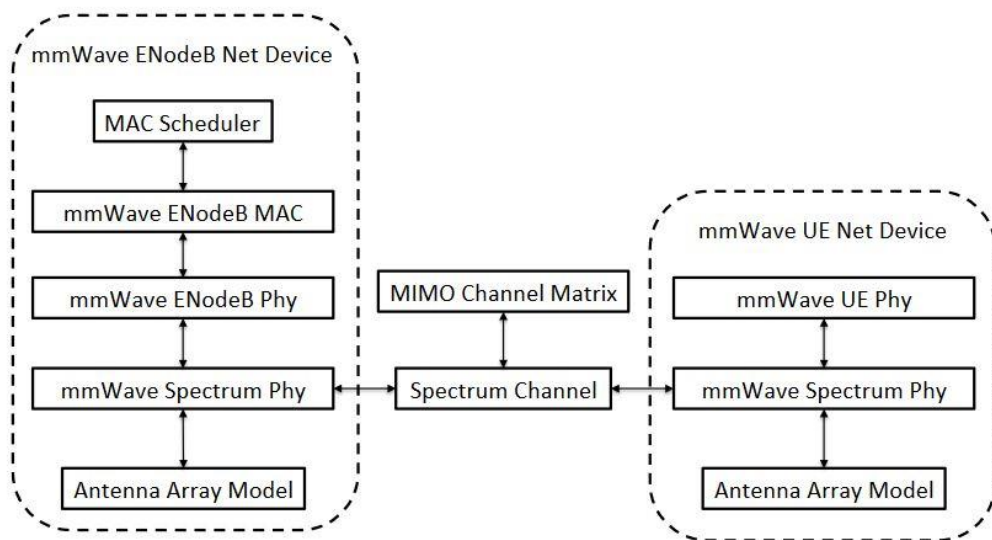 mmWave ENodeB Net Device
MAC Scheduler
mmWave ENodeB MAC
mmWave ENodeB Phy
mmWave Spectrum Phy
Antenna Array Model
MIMO Channel Matrix
Spectrum Channel
mmWave UE Net Device
mmWave UE Phy
mmWave Spectrum Phy
Antenna Array Model